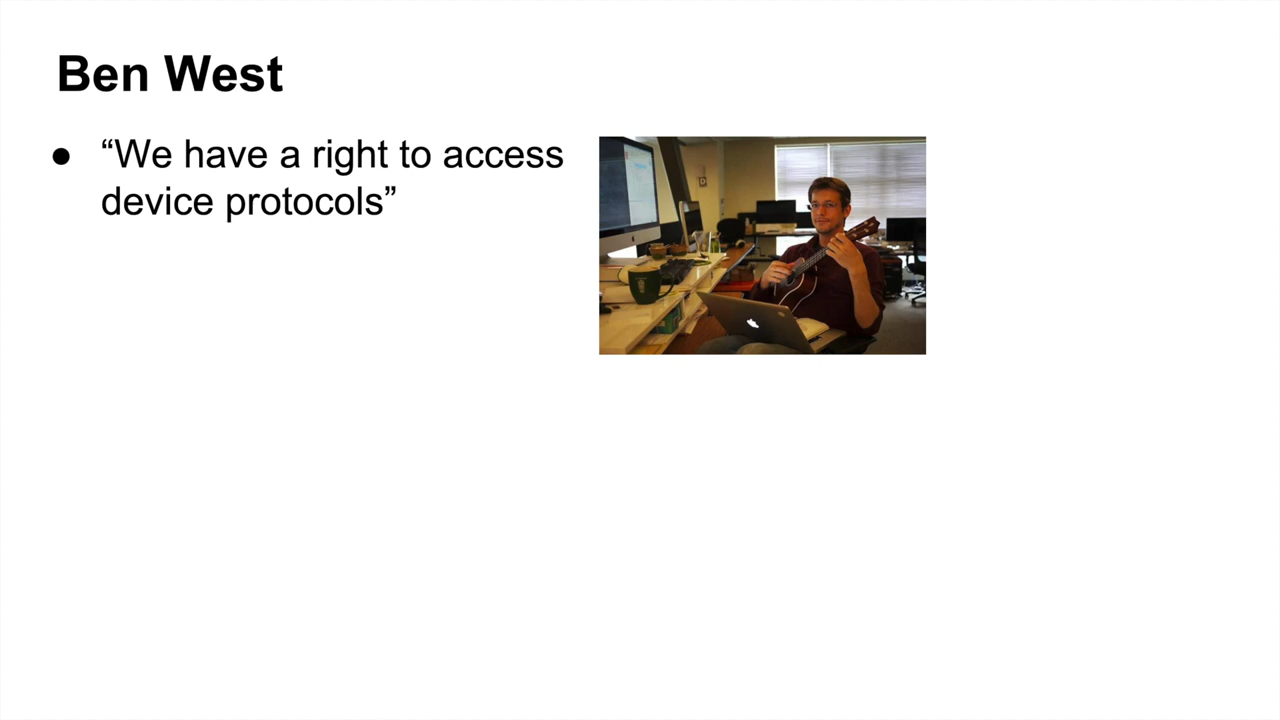 Ben West
● “We have a right to access
device protocols”